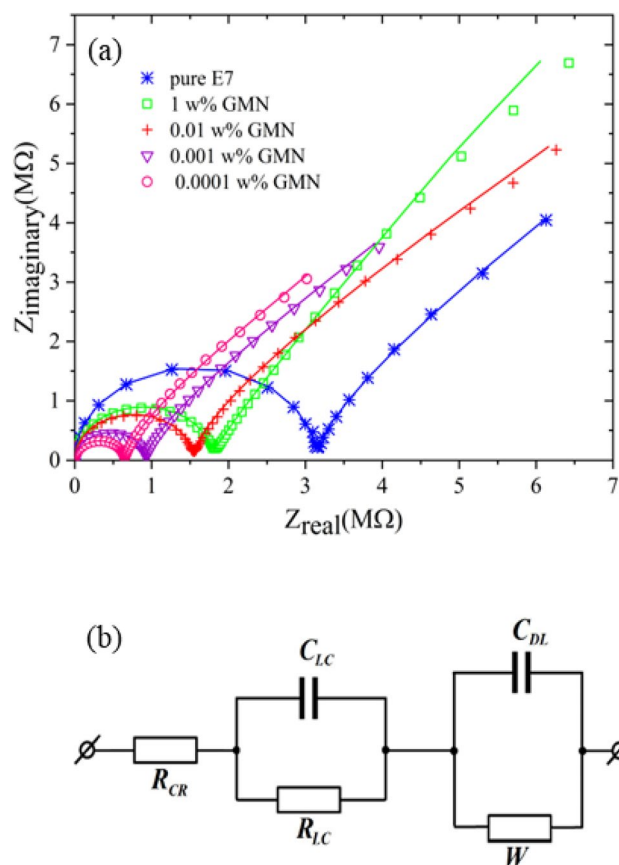 (a)
pure E7
1 w% GMN
0.01 w% GMN
0.001 w% GMN
0.0001 w% GMN
7
6
5
4
3
2
1
0
Zimaginary(MΩ)
0 1 2 3 4 5 6 7
Zreal(MΩ)
(b)
CLC
CDL
RCR
RLC
W